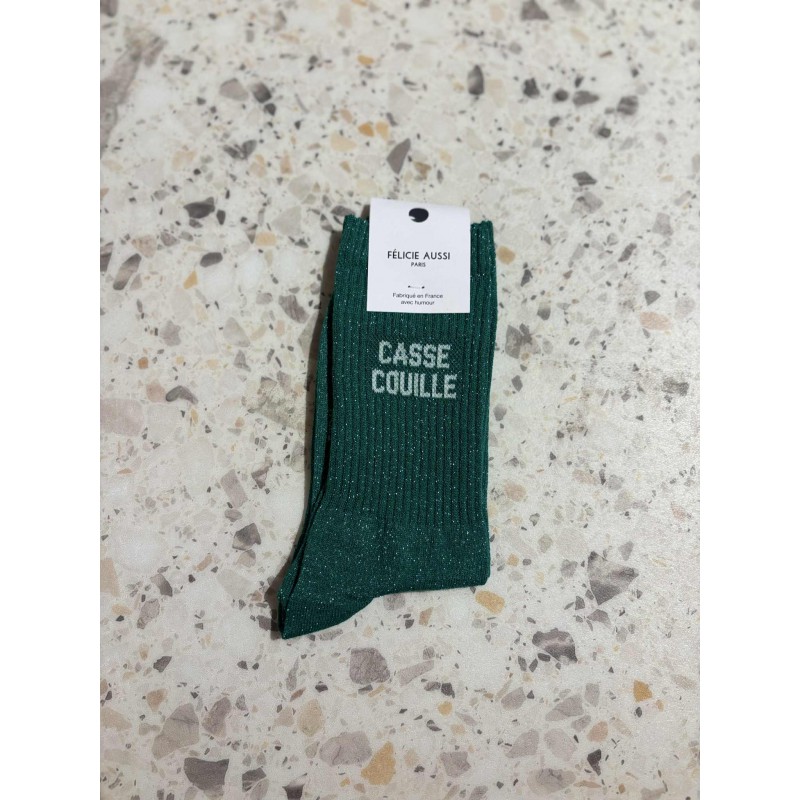 FÉLICIE AUSSI
PARIS
Fabriqué en France
avec humour
CASSE
COUILLE